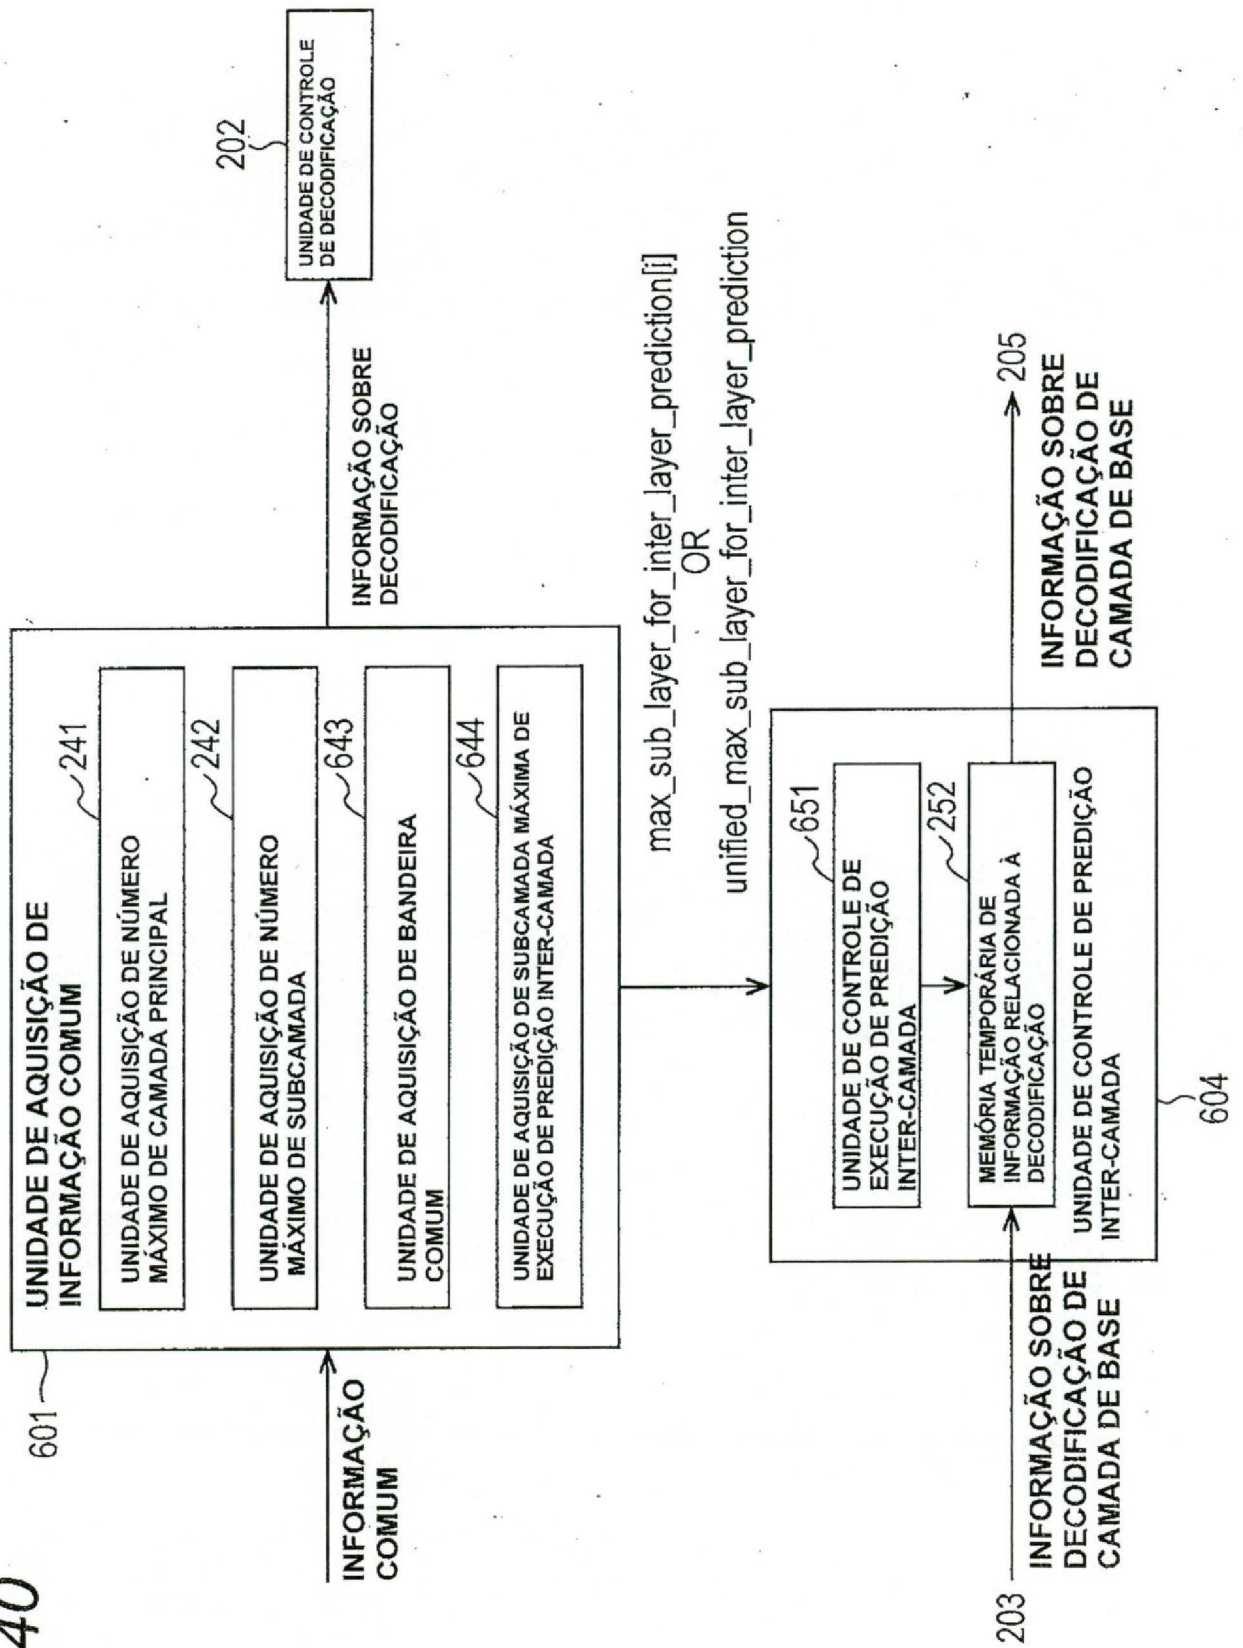 40
601
UNIDADE DE AQUISIÇÃO DE
INFORMAÇÃO COMUM
241
UNIDADE DE AQUISIÇÃO DE NÚMERO
MÁXIMO DE CAMADA PRINCIPAL
242
UNIDADE DE AQUISIÇÃO DE NÚMERO
MÁXIMO DE SUBCAMADA
643
UNIDADE DE AQUISIÇÃO DE BANDEIRA
COMUM
644
UNIDADE DE AQUISIÇÃO DE SUBCAMADA MÁXIMA DE
EXECUÇÃO DE PREDIÇÃO INTER-CAMADA
INFORMAÇÃO
COMUM
INFORMAÇÃO SOBRE
DECODIFICAÇÃO
202
UNIDADE DE CONTROLE
DE DECODIFICAÇÃO
max_sub_layer_for_inter_layer_prediction[i]
OR
unified_max_sub_layer_for_inter_layer_prediction
651
UNIDADE DE CONTROLE DE
EXECUÇÃO DE PREDIÇÃO
INTER-CAMADA
252
MEMÓRIA TEMPORÁRIA DE
INFORMAÇÃO RELACIONADA À
DECODIFICAÇÃO
UNIDADE DE CONTROLE DE PREDIÇÃO
INTER-CAMADA
604
203
INFORMAÇÃO SOBRE
DECODIFICAÇÃO DE
CAMADA DE BASE
205
INFORMAÇÃO SOBRE
DECODIFICAÇÃO DE
CAMADA DE BASE